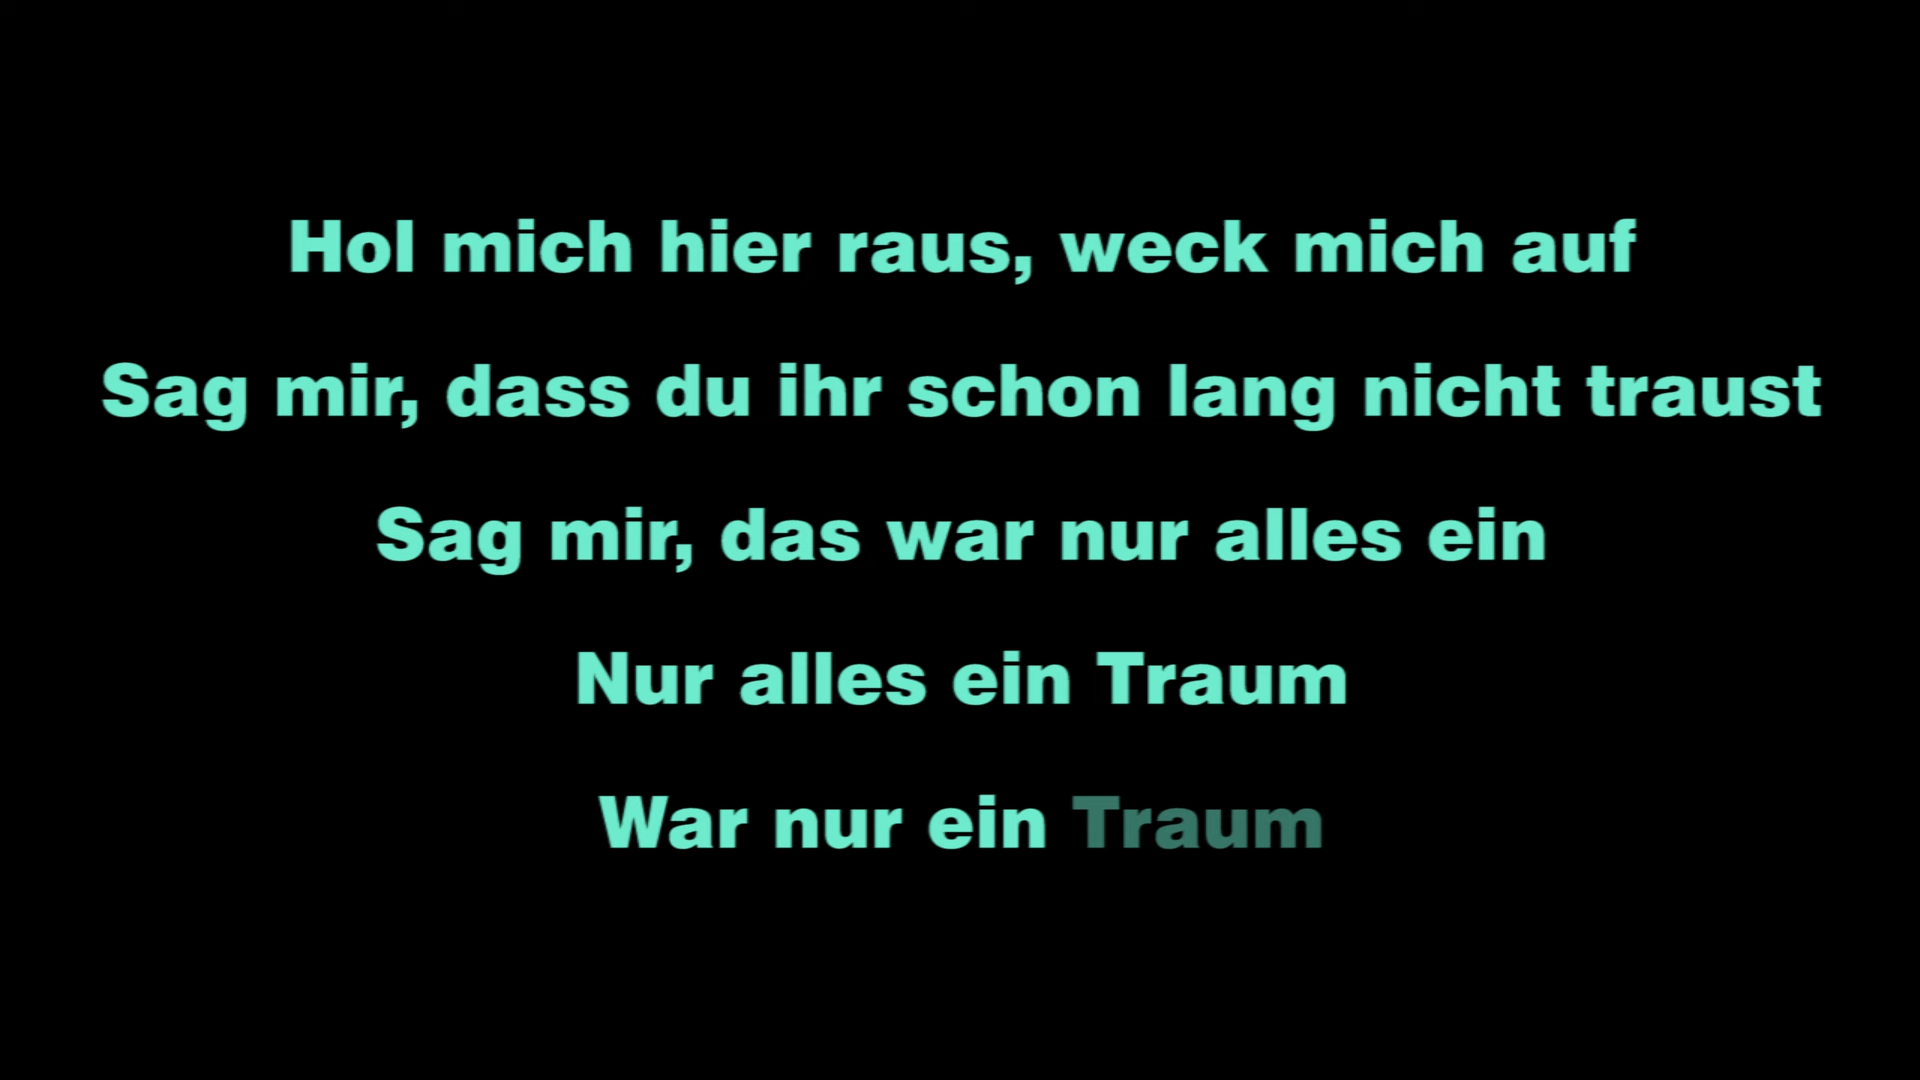 Hol mich hier raus, weck mich auf
Sag mir, dass du ihr schon lang nicht traust
Sag mir, das war nur alles ein
Nur alles ein Traum
War nur ein Traum